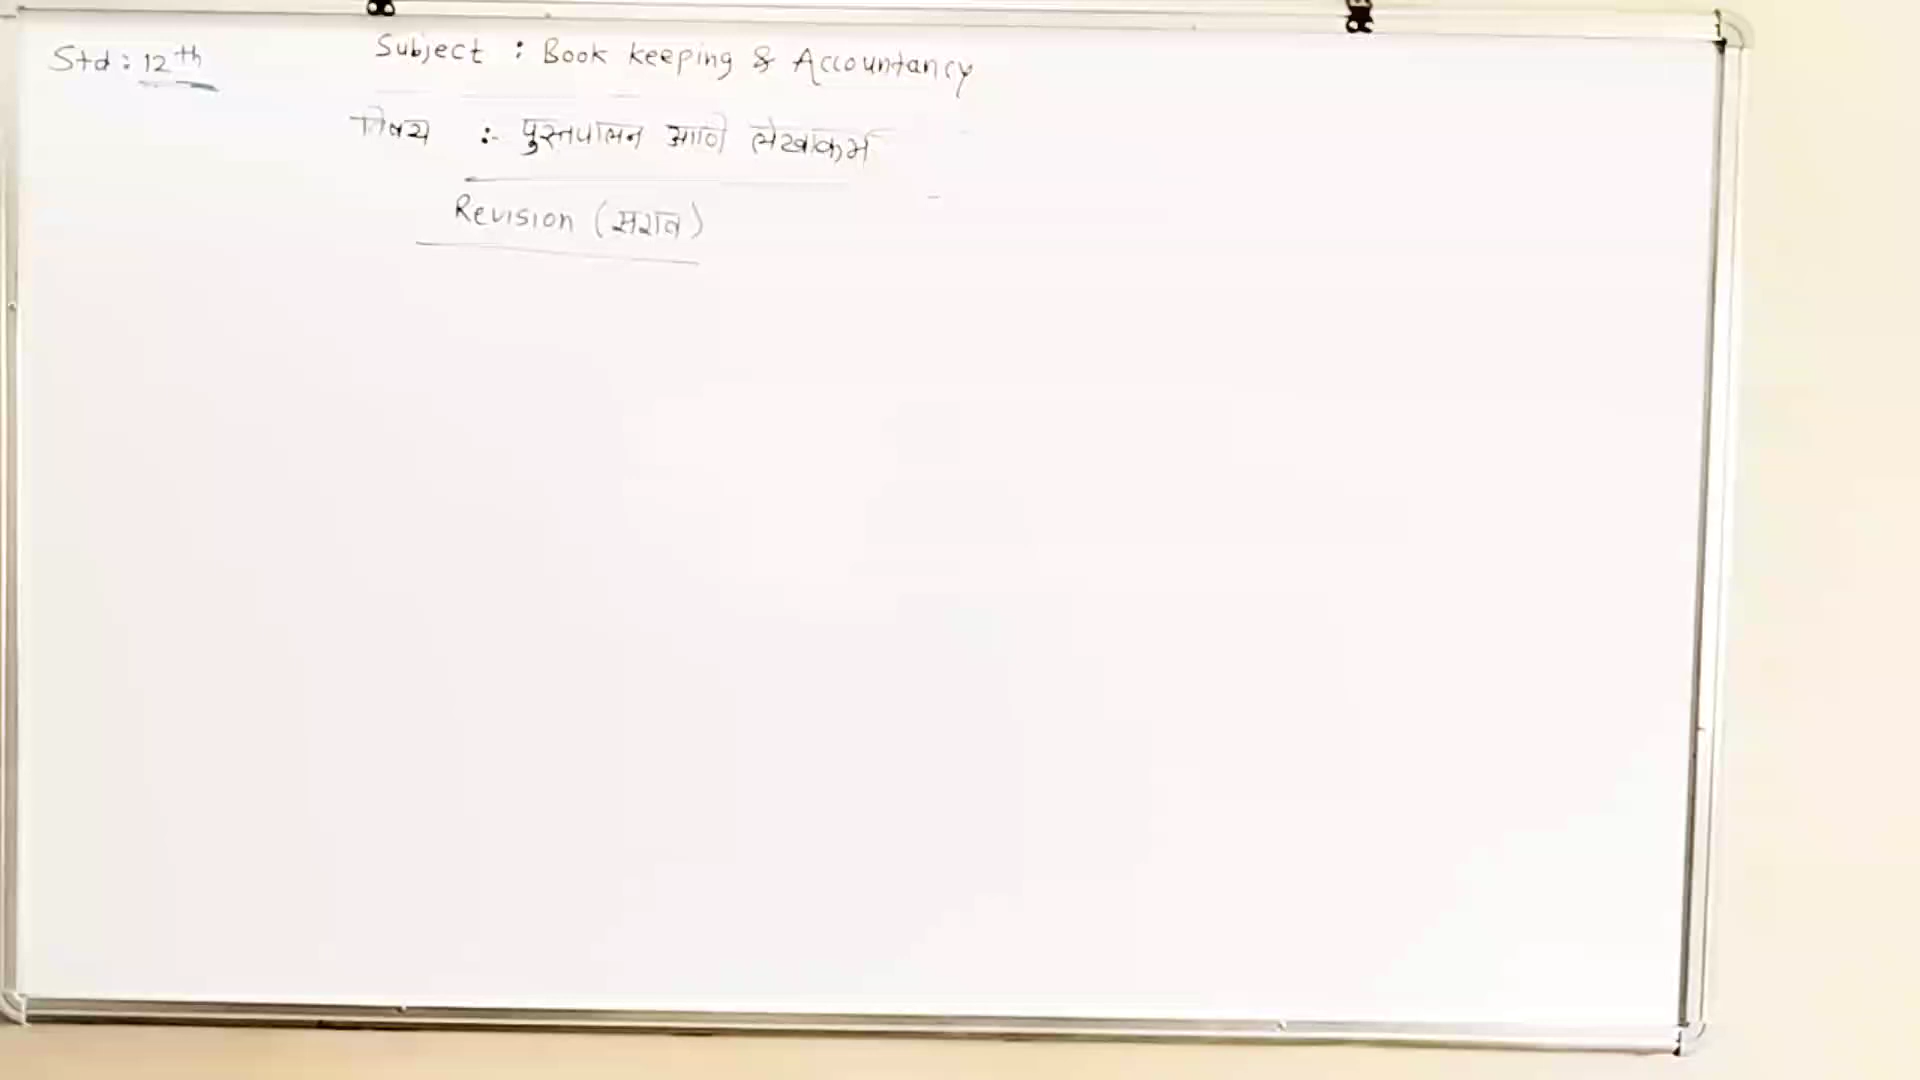 Std : 12th
Subject : Book keeping & Accountancy
विषय :- पुस्तपालन आणि लेखाकर्म
Revision (सराव)